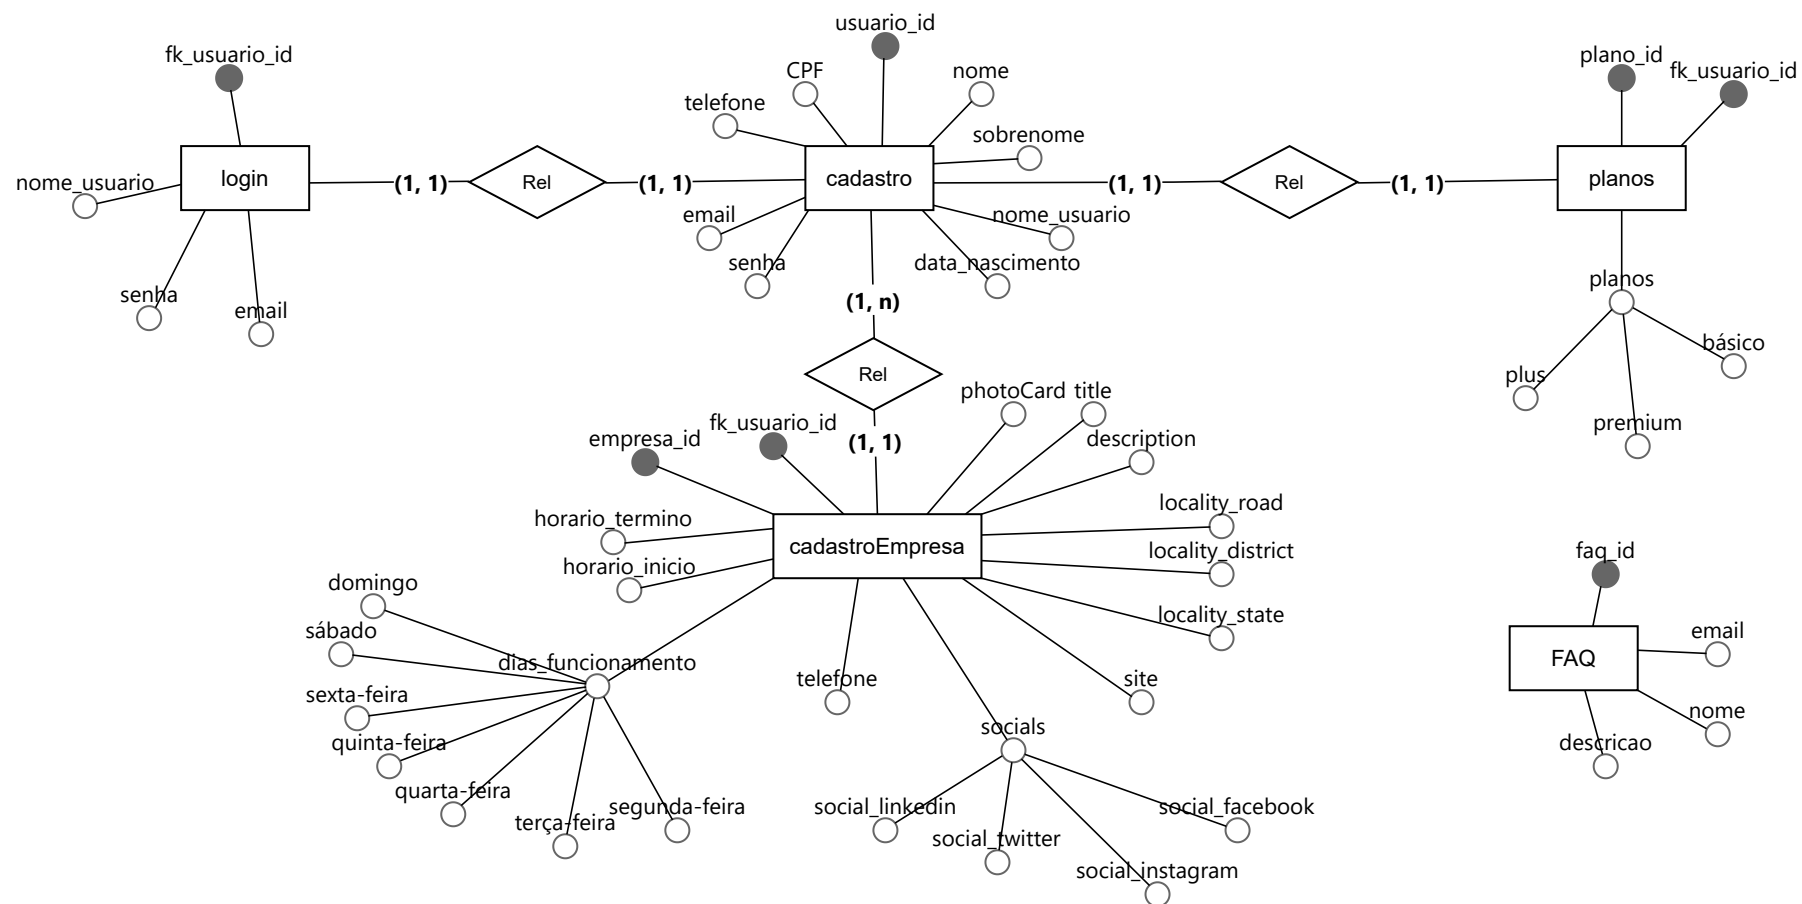 usuario_id
fk_usuario_id
plano_id
CPF
nome
fk_usuario_id
telefone
sobrenome
nome_usuario
login
(1, 1)
Rel
(1, 1)
cadastro
(1, 1)
Rel
(1, 1)
planos
email
nome_usuario
senha
data_nascimento
planos
senha
email
(1, n)
básico
Rel
plus
photoCard
title
premium
fk_usuario_id
empresa_id
(1, 1)
description
locality_road
horario_termino
cadastroEmpresa
locality_district
faq_id
horario_inicio
domingo
locality_state
sábado
email
FAQ
dias_funcionamento
telefone
site
sexta-feira
nome
socials
quinta-feira
descricao
quarta-feira
segunda-feira
terça-feira
social_linkedin
social_facebook
social_twitter
social_instagram